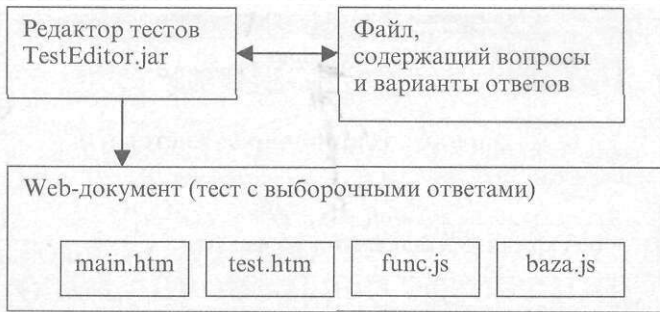 Редактор тестов
TestEditor.jar
Файл,
содержащий вопросы
и варианты ответов
Web-документ (тест с выборочными ответами)
main.htm
test.htm
func.js
baza.js